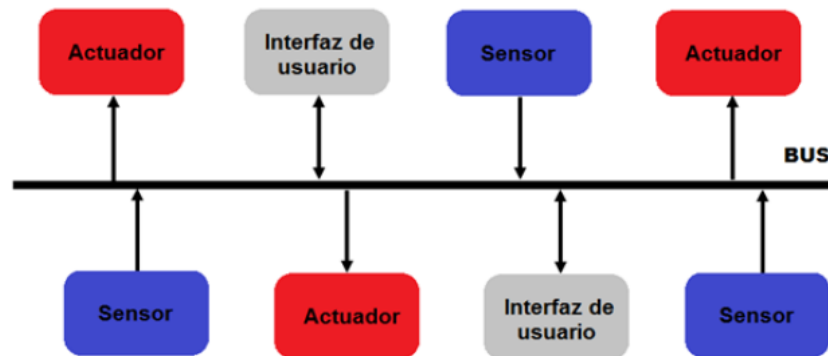 Actuador
Interfaz de
usuario
Sensor
Actuador
BUS
Sensor
Actuador
Interfaz de
usuario
Sensor